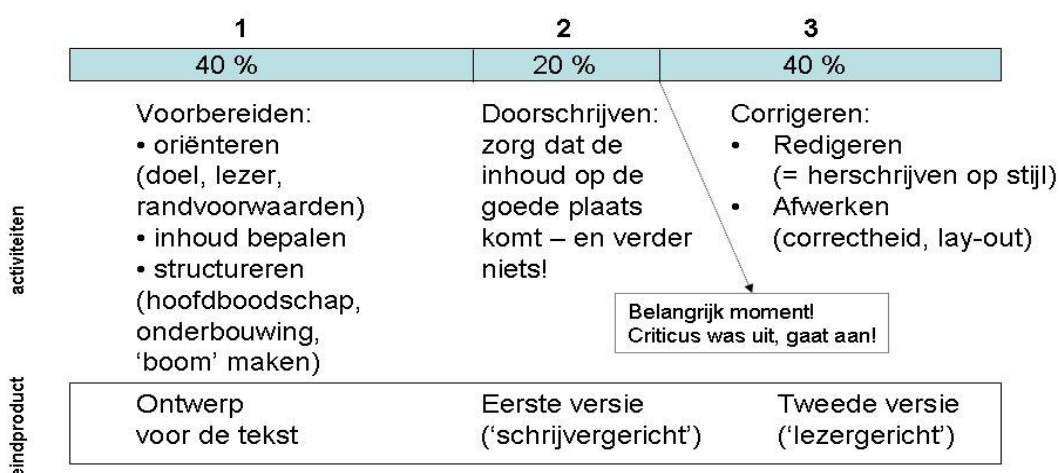 1
2
3
40 %
20 %
40 %
activiteiten
Voorbereiden:
• oriënteren
(doel, lezer,
randvoorwaarden)
• inhoud bepalen
• structureren
(hoofdboodschap,
onderbouwing,
‘boom’ maken)
Doorschrijven:
zorg dat de
inhoud op de
goede plaats
komt – en verder
niets!
Corrigeren:
• Redigeren
(= herschrijven op stijl)
• Afwerken
(correctheid, lay-out)
Belangrijk moment!
Criticus was uit, gaat aan!
eindproduct
Ontwerp
voor de tekst
Eerste versie
(‘schrijvergericht’)
Tweede versie
(‘lezergericht’)